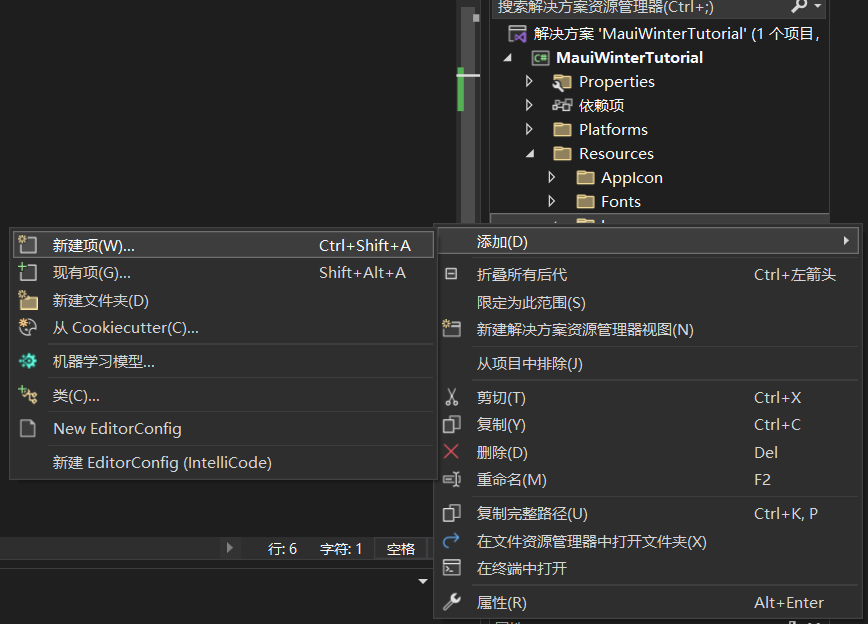 搜索解决方案资源管理器(Ctrl+;)
解决方案 'MauiWinterTutorial' (1 个项目,
C# MauiWinterTutorial
Properties
依赖项
Platforms
Resources
AppIcon
Fonts
新建项(W)... Ctrl+Shift+A
现有项(G)... Shift+Alt+A
新建文件夹(D)
从 Cookiecutter(C)...
机器学习模型...
类(C)...
New EditorConfig
新建 EditorConfig (IntelliCode)
添加(D)
折叠所有后代 Ctrl+左箭头
限定为此范围(S)
新建解决方案资源管理器视图(N)
从项目中排除(J)
剪切(T) Ctrl+X
复制(Y) Ctrl+C
删除(D) Del
重命名(M) F2
复制完整路径(U) Ctrl+K, P
在文件资源管理器中打开文件夹(X)
在终端中打开
属性(R) Alt+Enter
行: 6 字符: 1 空格